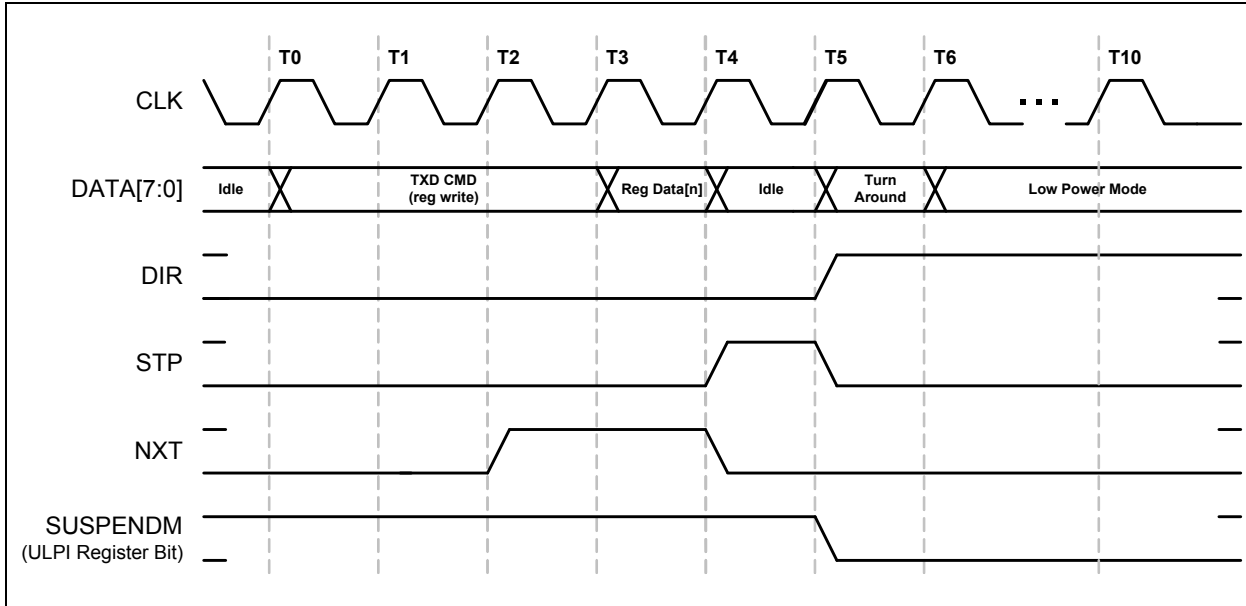 T0 T1 T2 T3 T4 T5 T6 T10
CLK
...
DATA[7:0] Idle TXD CMD Reg Data[n] Idle Turn Low Power Mode
(reg write) Around
DIR
STP
NXT
SUSPENDM
(ULPI Register Bit)